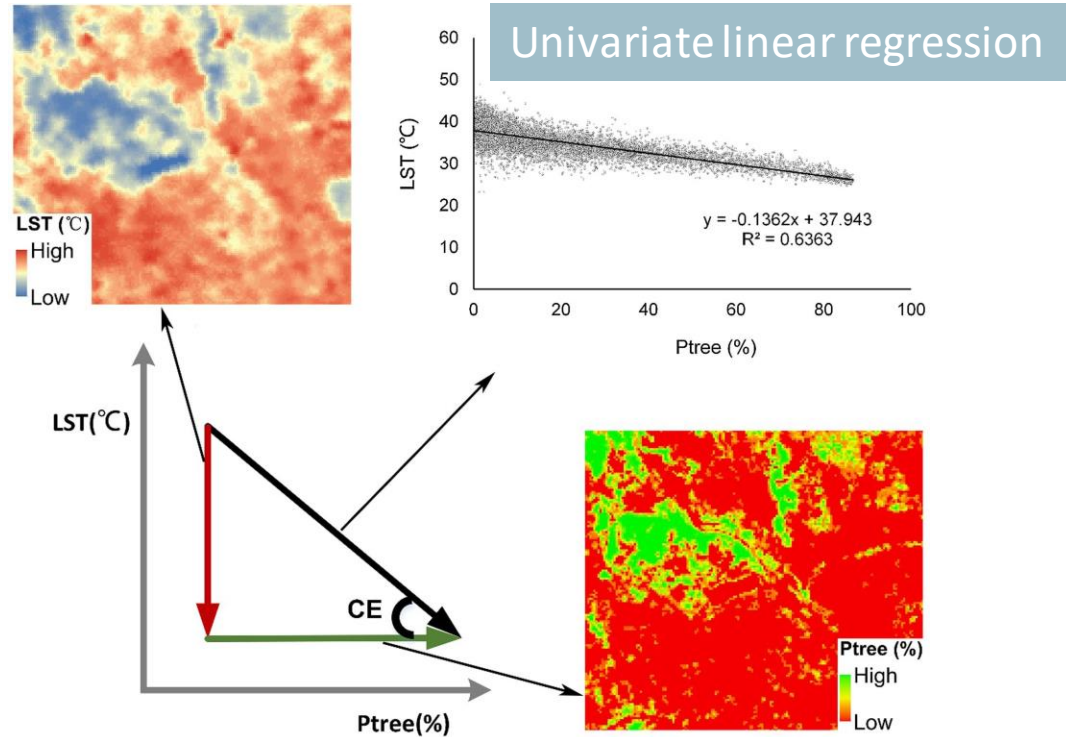 Univariate linear regression
LST (℃)
High
Low
60
50
40
30
20
10
0
LST (℃)
y = -0.1362x + 37.943
R² = 0.6363
0 20 40 60 80 100
Ptree (%)
LST(℃)
CE
Ptree(%)
Ptree (%)
High
Low